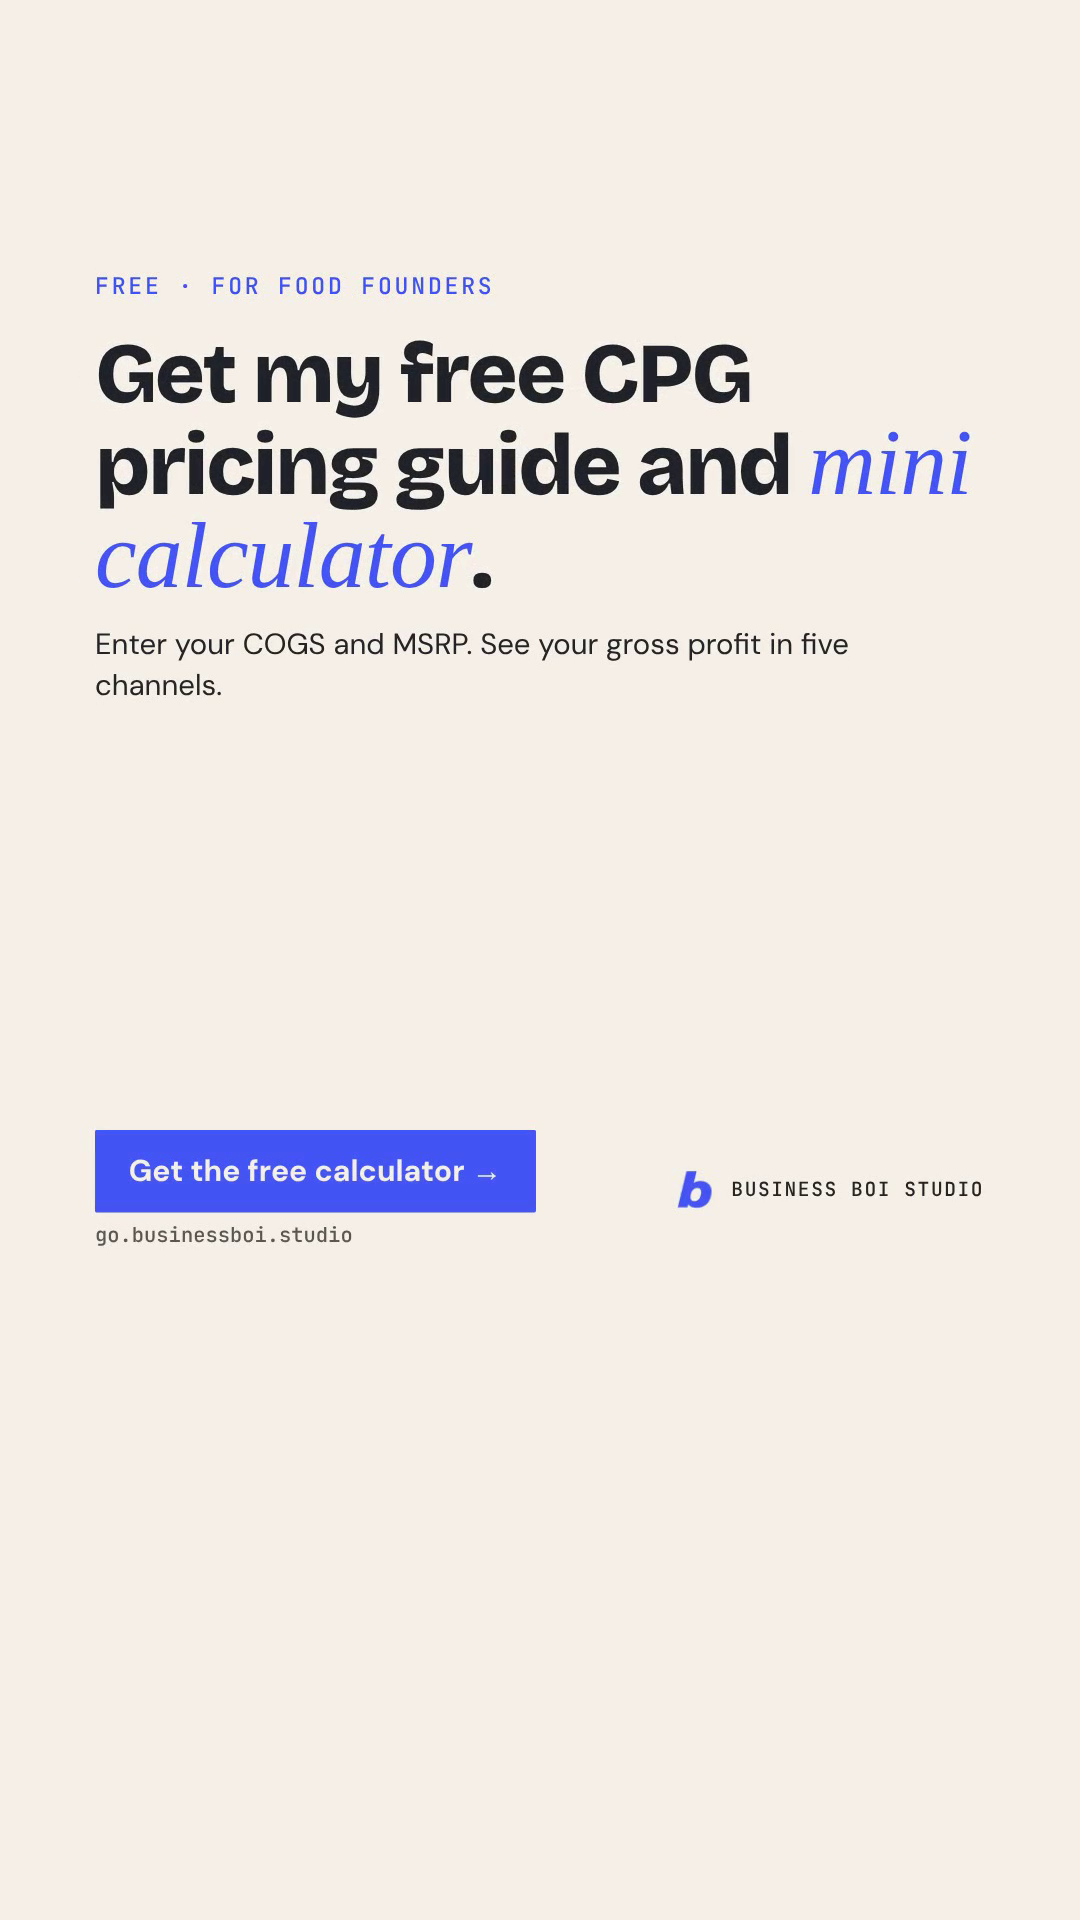 FREE · FOR FOOD FOUNDERS
Get my free CPG
pricing guide and mini
calculator.
Enter your COGS and MSRP. See your gross profit in five
channels.
Get the free calculator →
go.businessboi.studio
b BUSINESS BOI STUDIO